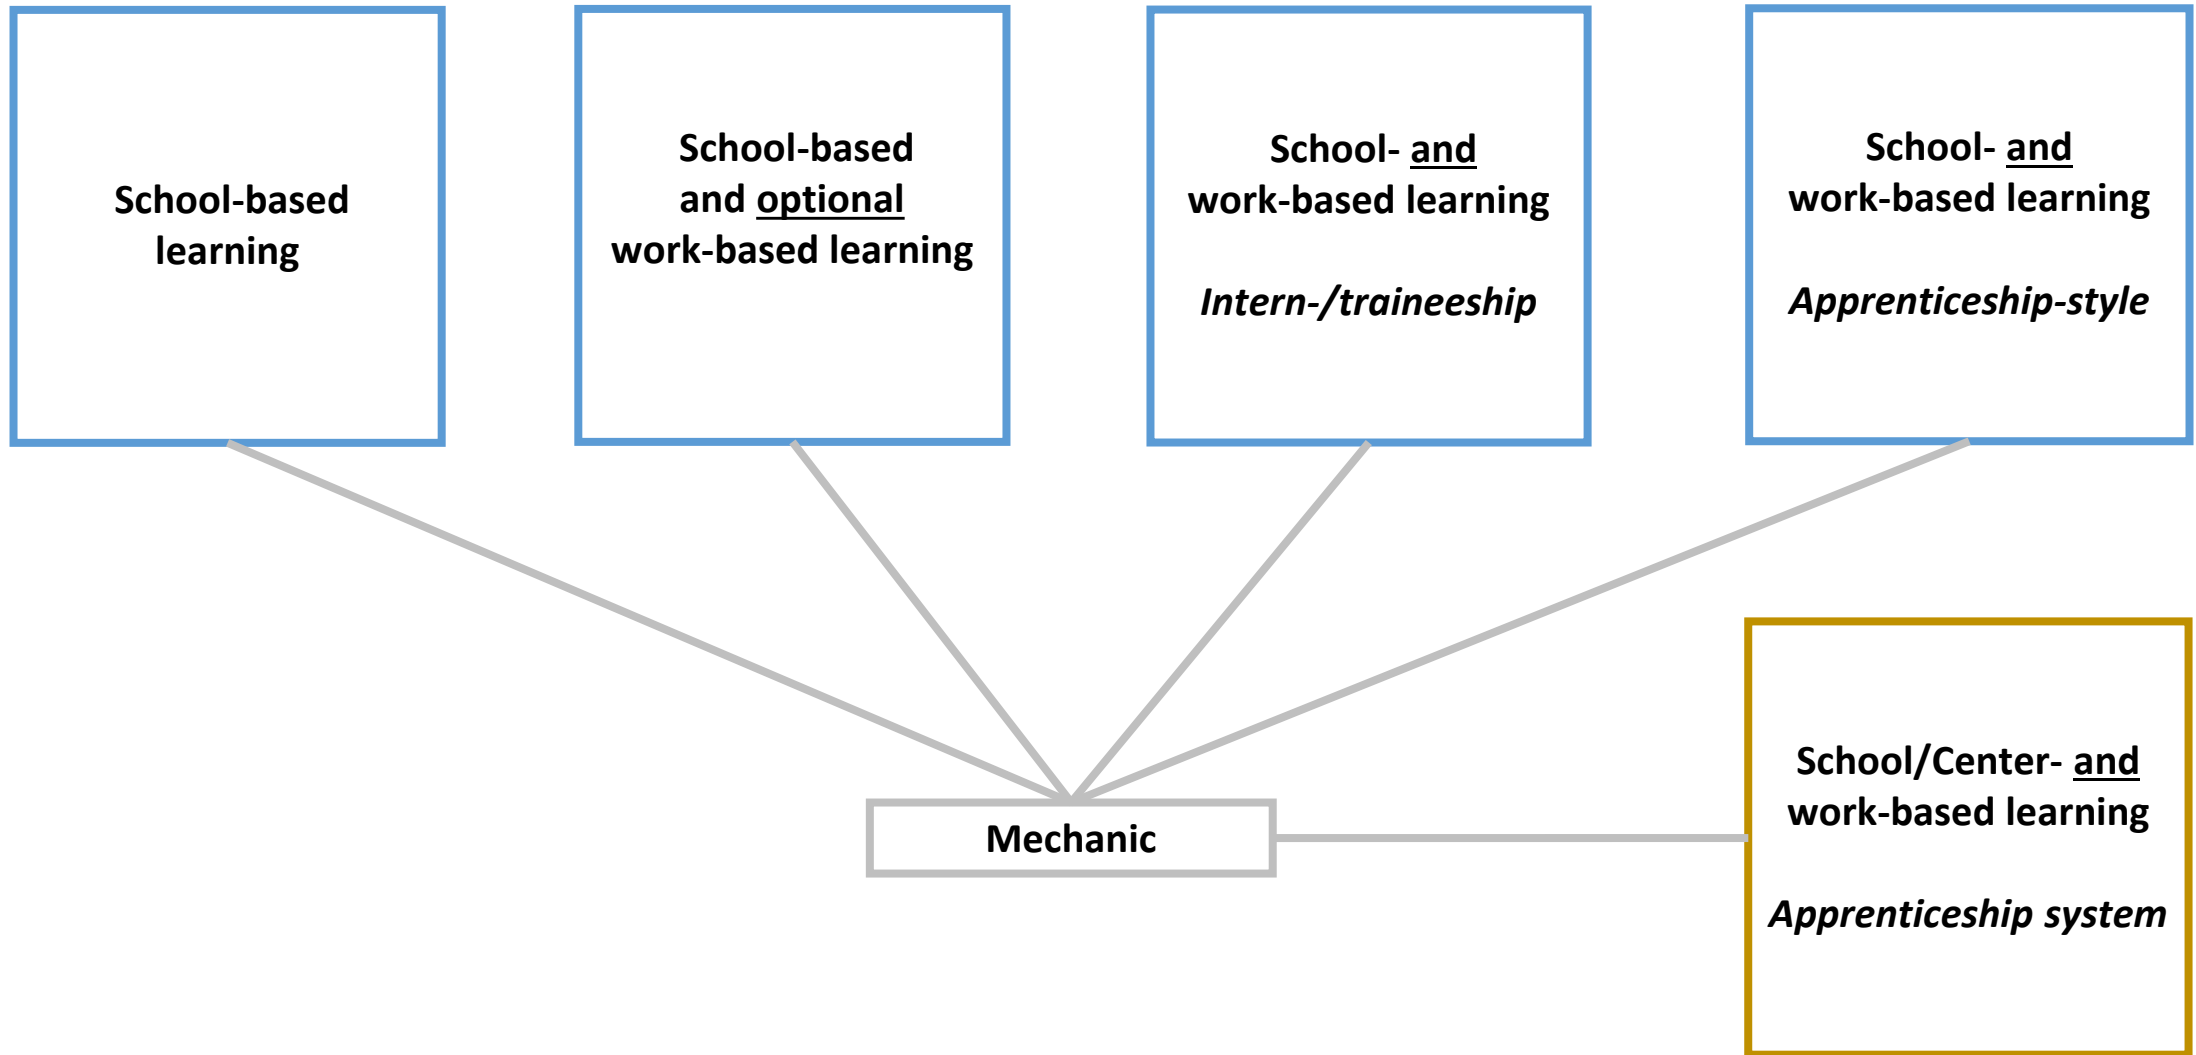 School-based
learning
School-based
and optional
work-based learning
School- and
work-based learning
Intern-/traineeship
School- and
work-based learning
Apprenticeship-style
Mechanic
School/Center- and
work-based learning
Apprenticeship system